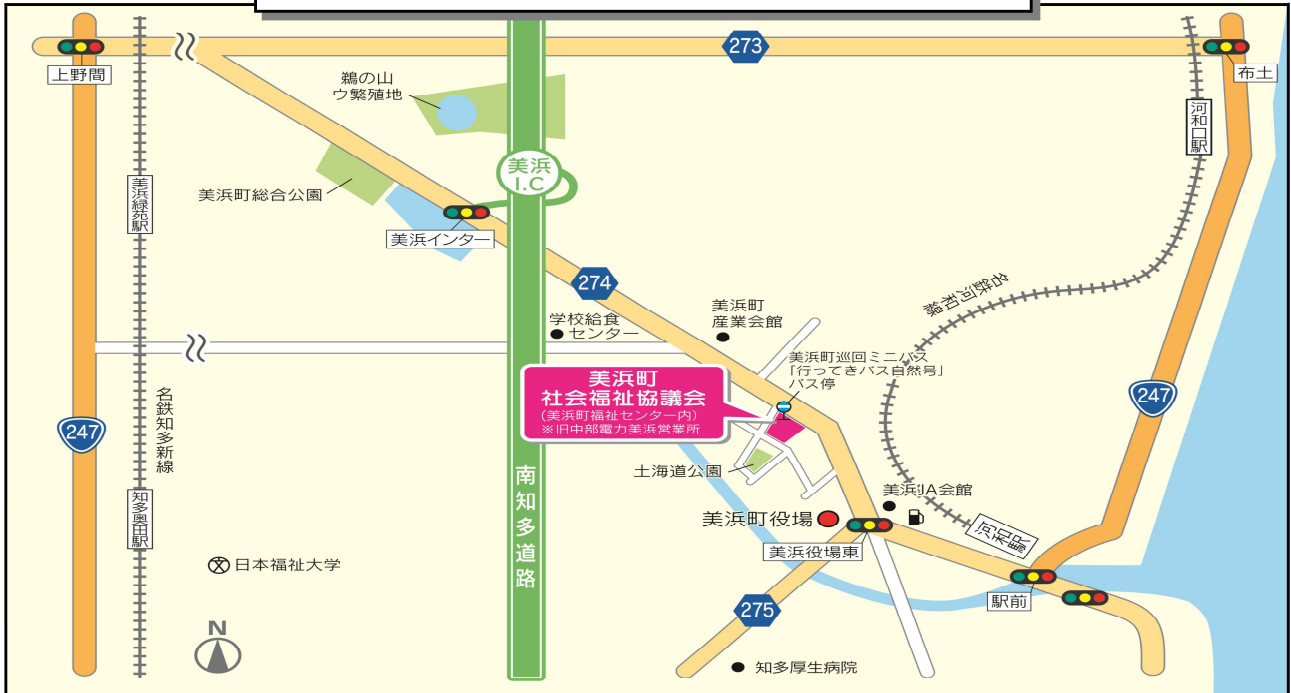 273
上野間
布土
鵜の山
ウ繁殖地
河和口駅
美浜
I.C
美浜緑苑駅
美浜町総合公園
美浜インター
274
名鉄河和線
美浜町
産業会館
学校給食
センター
美浜町巡回ミニバス
「行ってきバス自然号」
バス停
美浜町
社会福祉協議会
(美浜町福祉センター内)
※旧中部電力美浜営業所
247
247
名鉄知多新線
土海道公園
南知多道路
美浜JA会館
知多奥田駅
美浜町役場
河和駅
美浜役場東
文
日本福祉大学
駅前
275
N
知多厚生病院